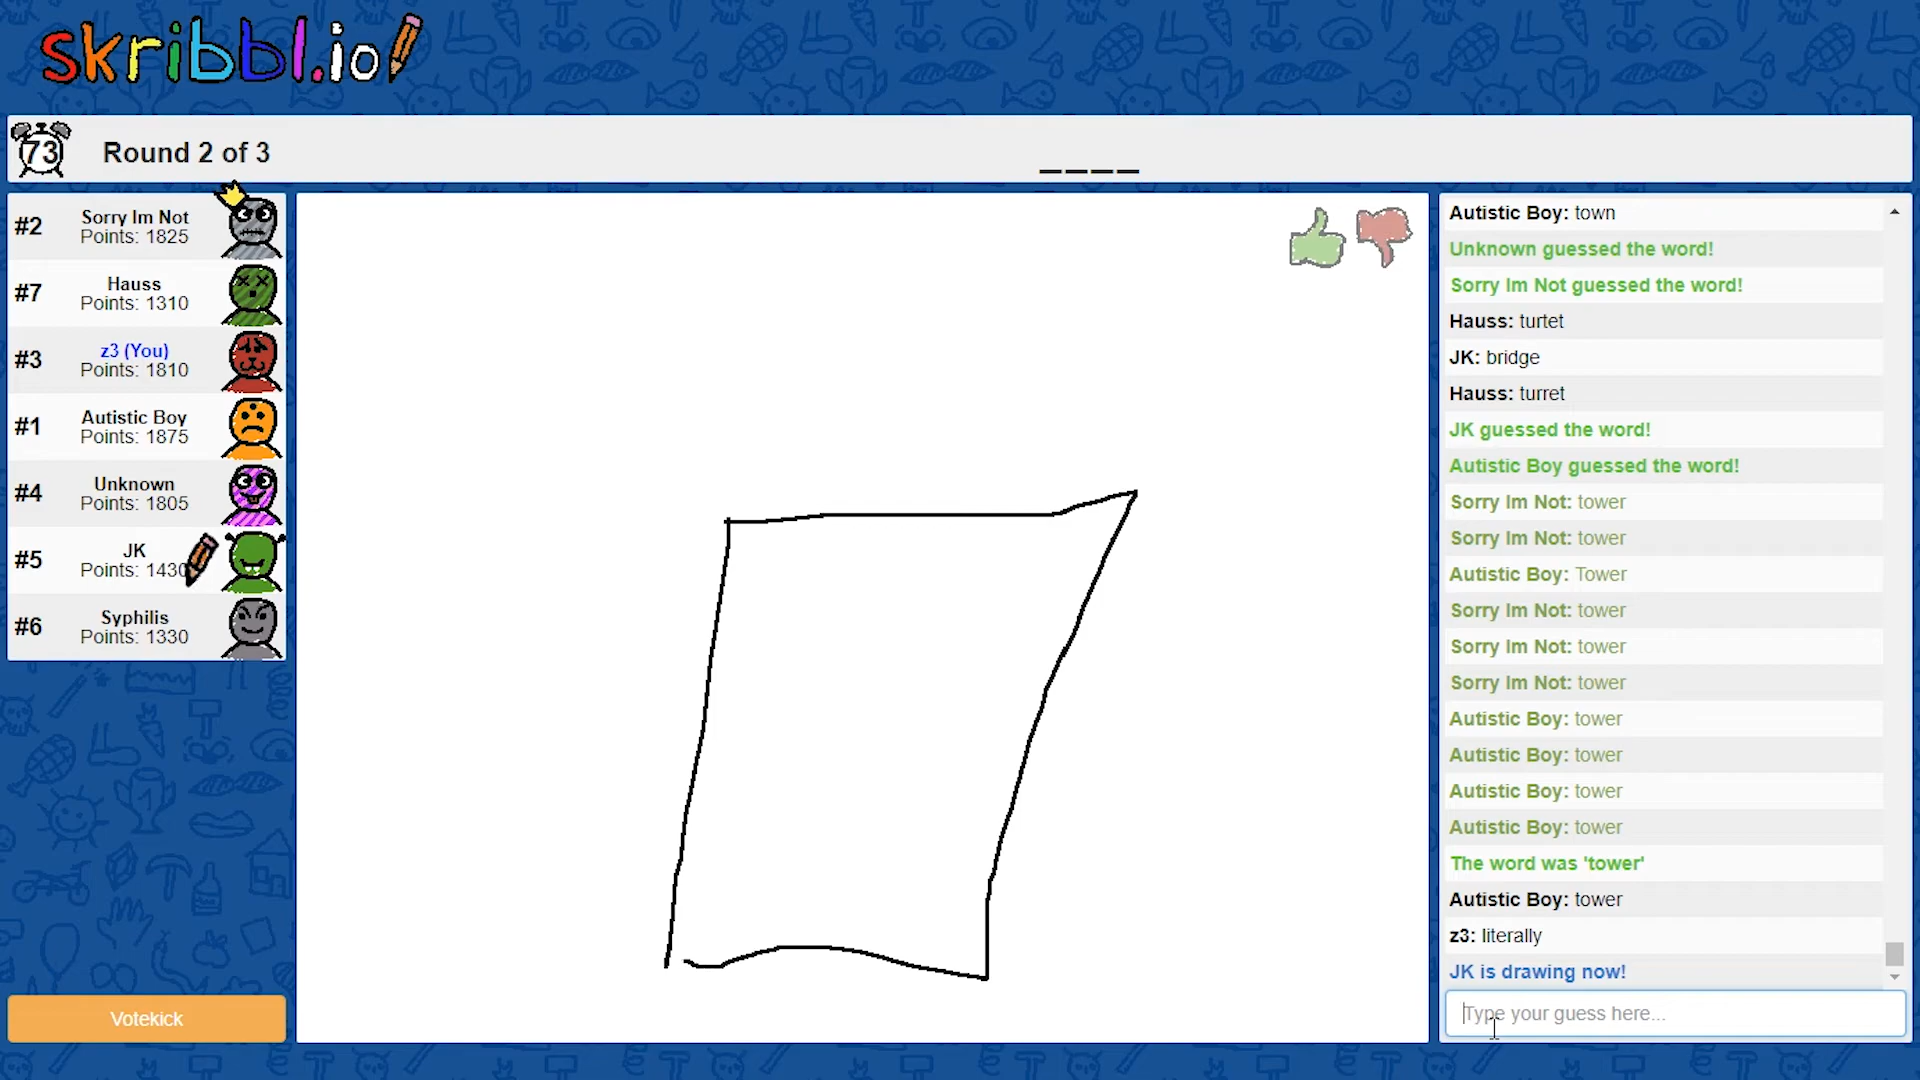 skribbl.io
73
Round 2 of 3
____
#2
Sorry Im Not
Points: 1825
#7
Hauss
Points: 1310
#3
z3 (You)
Points: 1810
#1
Autistic Boy
Points: 1875
#4
Unknown
Points: 1805
#5
JK
Points: 1430
#6
Syphilis
Points: 1330
Votekick
Autistic Boy: town
Unknown guessed the word!
Sorry Im Not guessed the word!
Hauss: turtet
JK: bridge
Hauss: turret
JK guessed the word!
Autistic Boy guessed the word!
Sorry Im Not: tower
Sorry Im Not: tower
Autistic Boy: Tower
Sorry Im Not: tower
Sorry Im Not: tower
Sorry Im Not: tower
Autistic Boy: tower
Autistic Boy: tower
Autistic Boy: tower
Autistic Boy: tower
The word was 'tower'
Autistic Boy: tower
z3: literally
JK is drawing now!
Type your guess here...